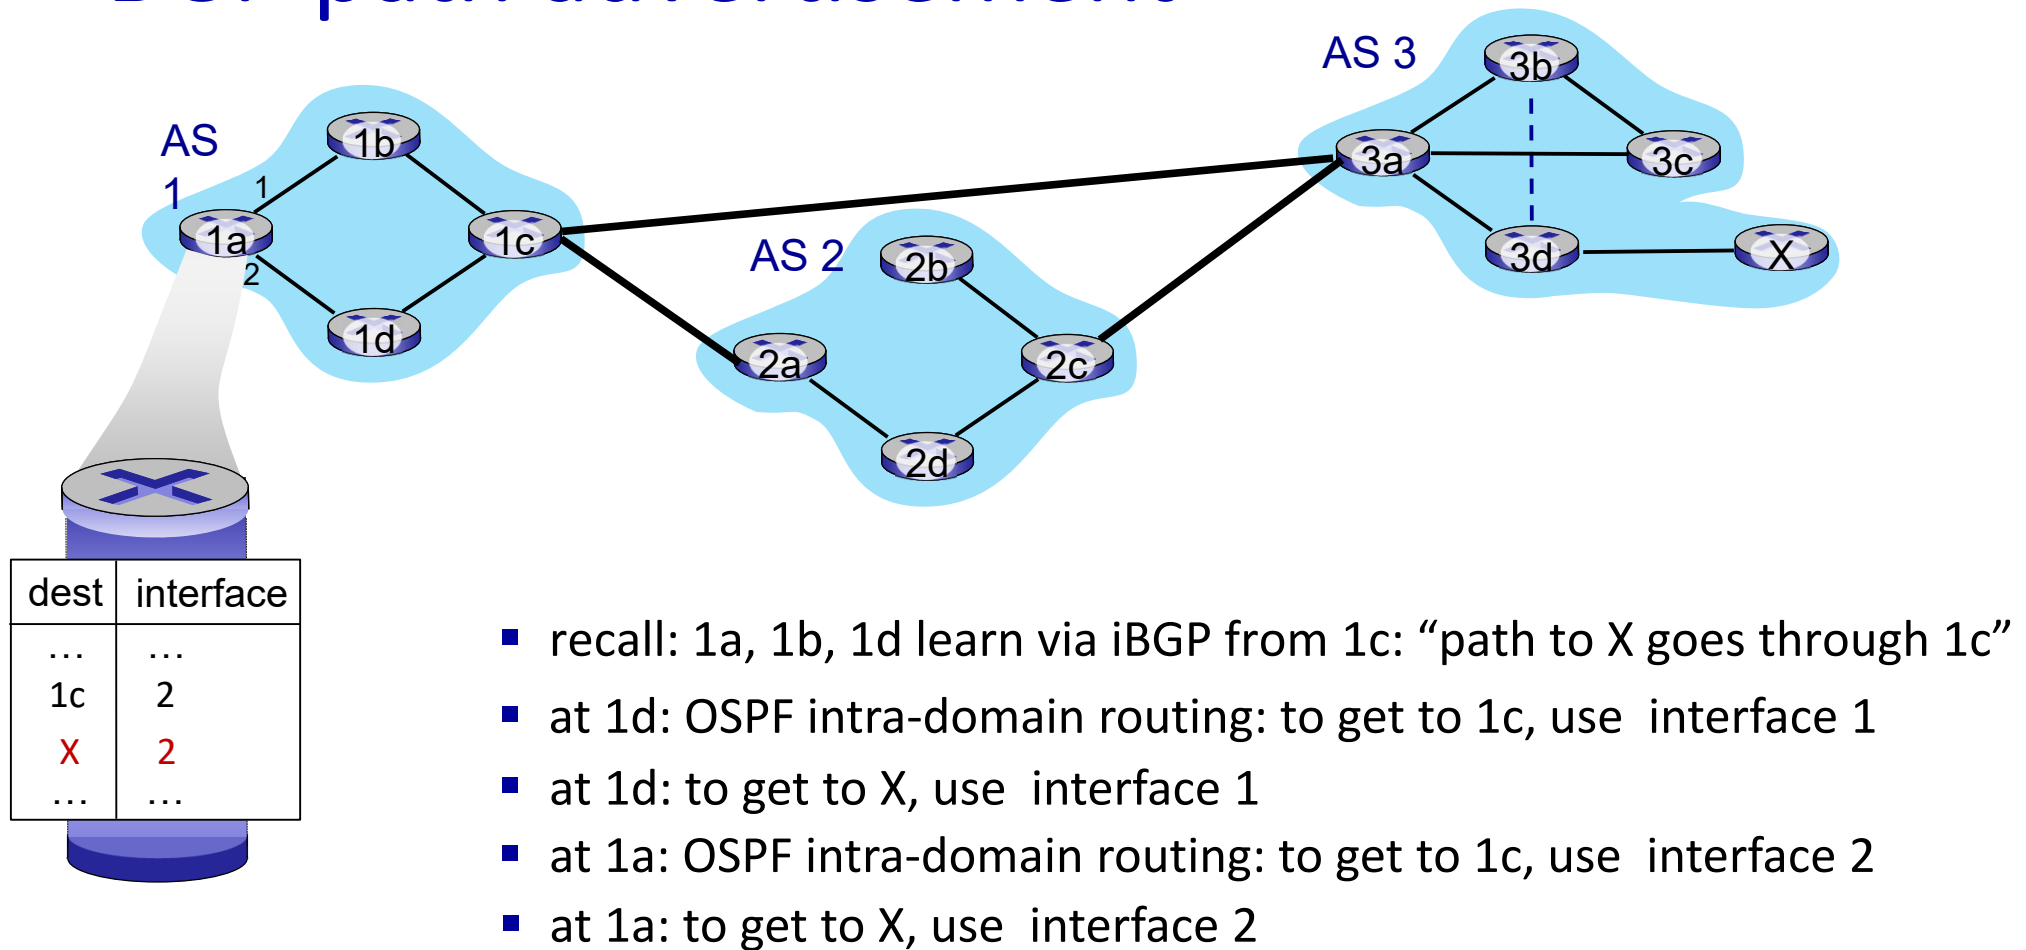 BGP path advertisement
AS 3
3b
AS
1
1b
3a
3c
1
1a
1c
2
AS 2
2b
3d
X
1d
2a
2c
2d
dest interface
... ...
1c 2
X 2
... ...
▪ recall: 1a, 1b, 1d learn via iBGP from 1c: “path to X goes through 1c”
▪ at 1d: OSPF intra-domain routing: to get to 1c, use interface 1
▪ at 1d: to get to X, use interface 1
▪ at 1a: OSPF intra-domain routing: to get to 1c, use interface 2
▪ at 1a: to get to X, use interface 2